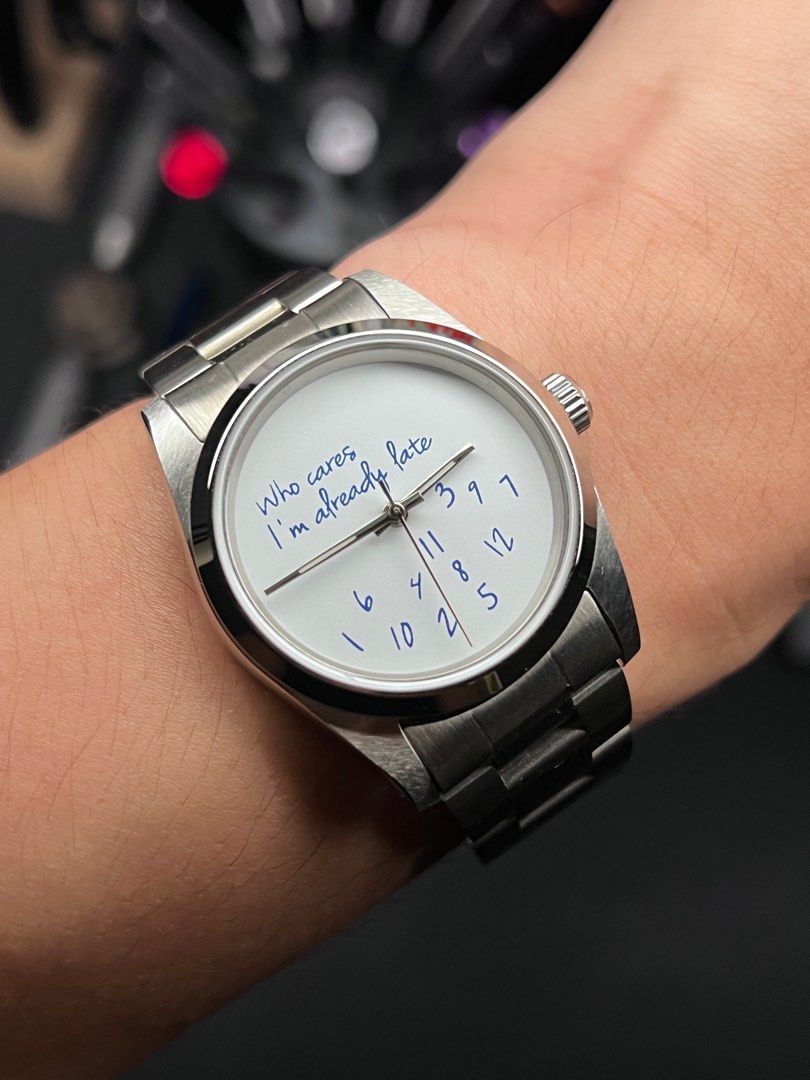 Who cares
I'm already late
3 9 7
11 8 12
6 4 5
1 10 2